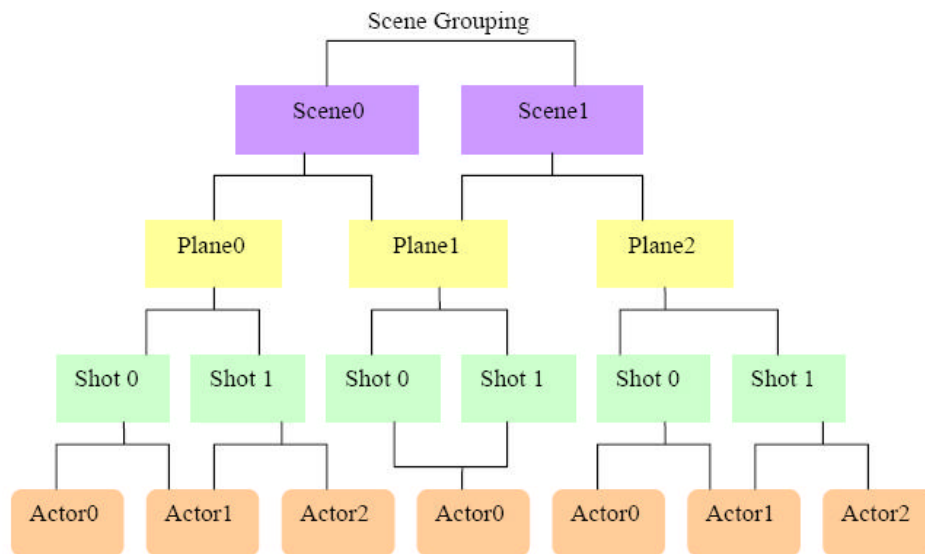 Scene Grouping
Scene0 Scene1
Plane0 Plane1 Plane2
Shot 0 Shot 1 Shot 0 Shot 1 Shot 0 Shot 1
Actor0 Actor1 Actor2 Actor0 Actor0 Actor1 Actor2